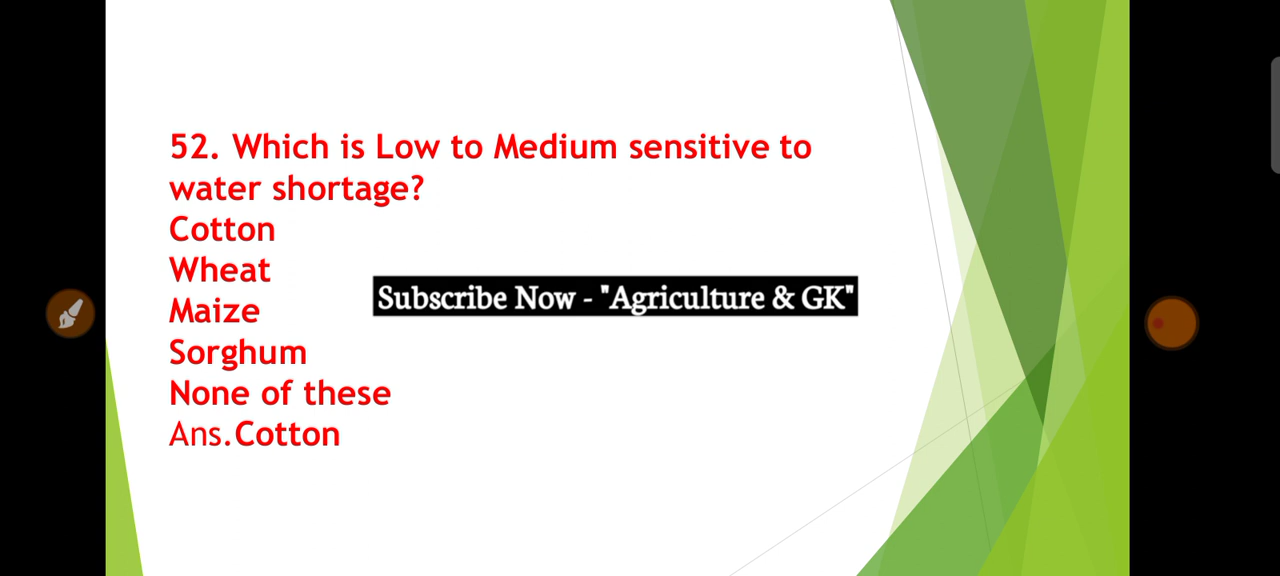 52. Which is Low to Medium sensitive to
water shortage?
Cotton
Wheat
Subscribe Now - "Agriculture & GK"
Maize
Sorghum
None of these
Ans.Cotton